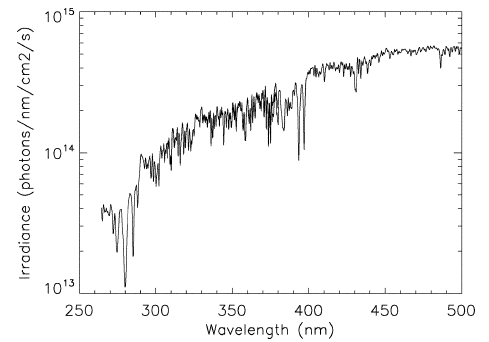 10^15
10^14
10^13
Irradiance (photons/nm/cm2/s)
250 300 350 400 450 500
Wavelength (nm)